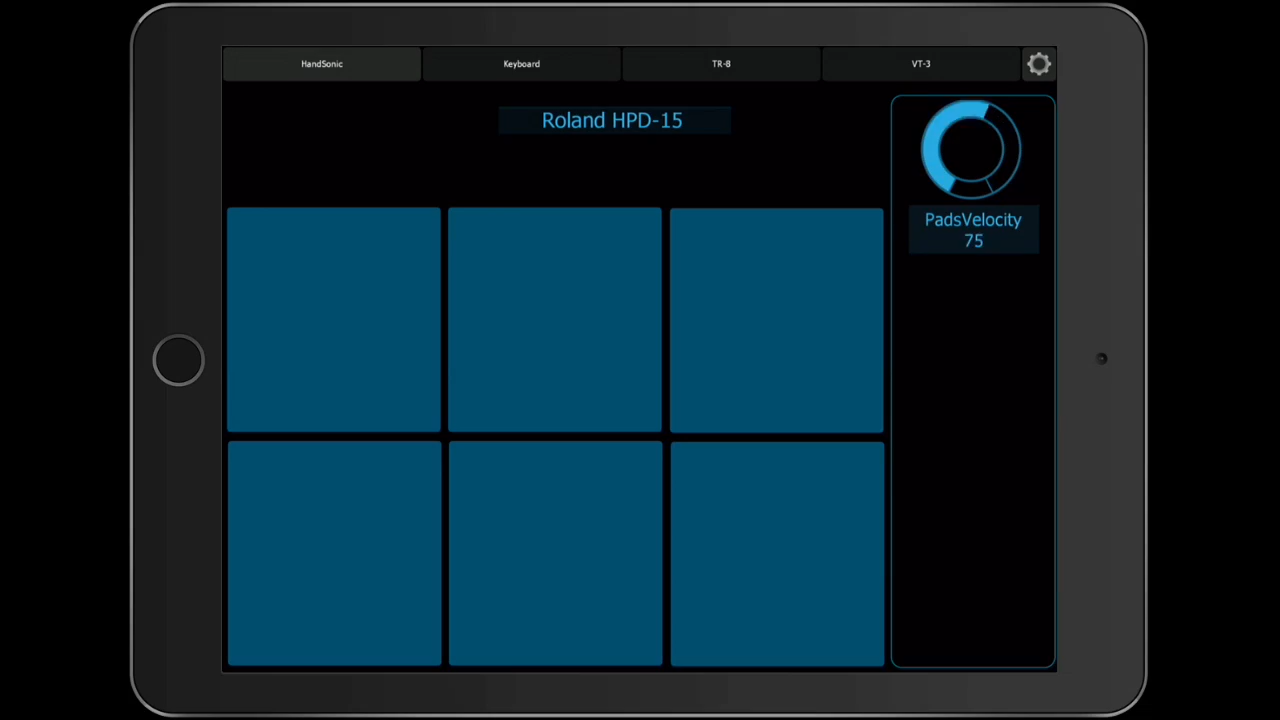 HandSonic
Keyboard
TR-8
VT-3
Roland HPD-15
PadsVelocity
75